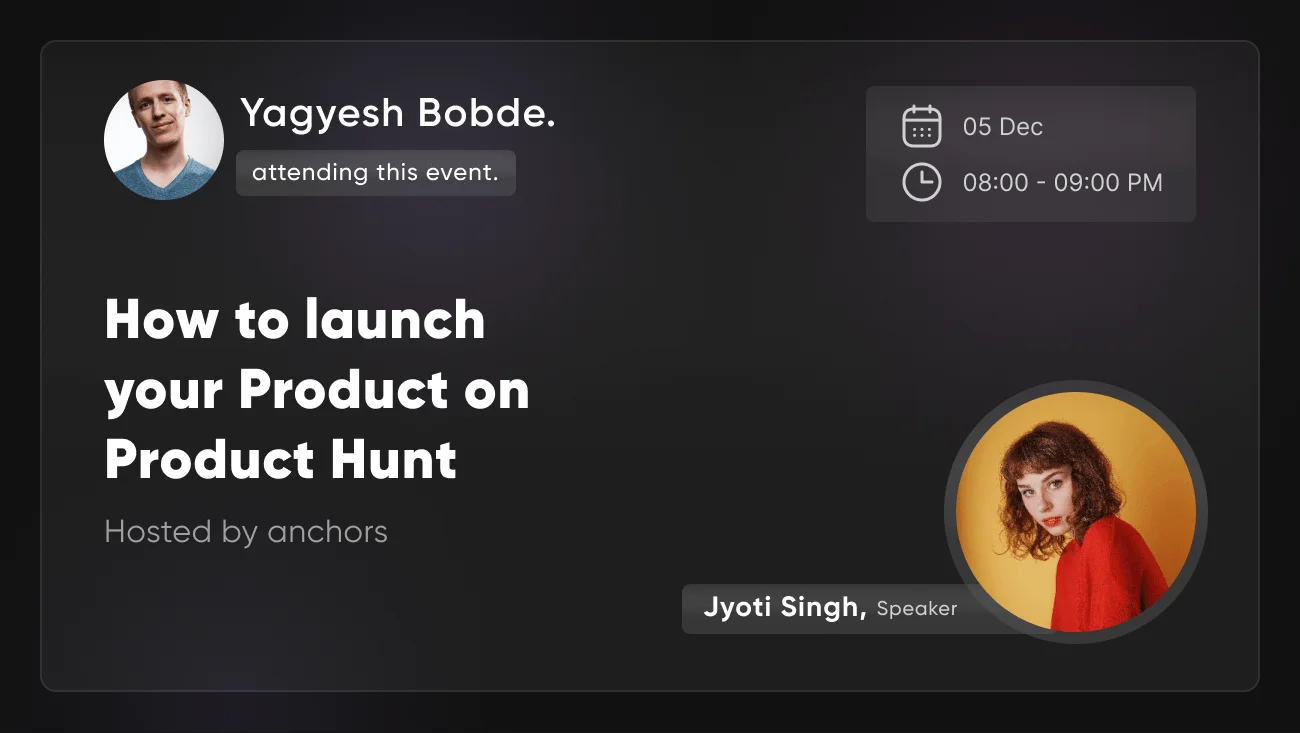 Yagyesh Bobde.
attending this event.
05 Dec
08:00 - 09:00 PM
How to launch
your Product on
Product Hunt
Hosted by anchors
Jyoti Singh, Speaker